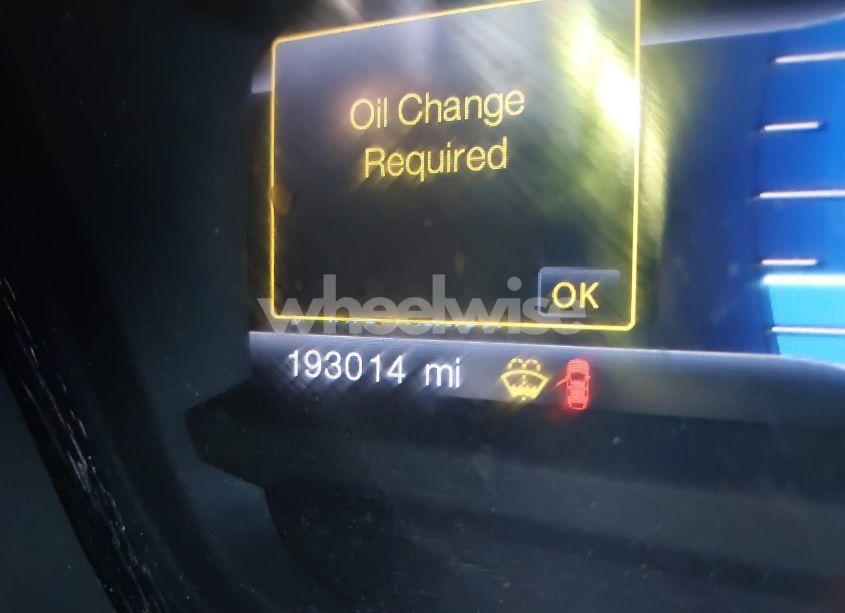 Oil Change
Required
OK
wheelwise
193014 mi